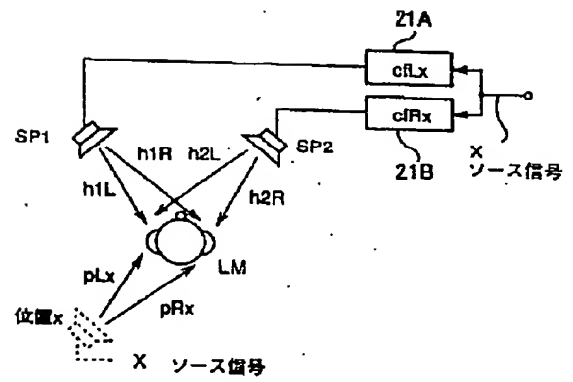 21A
cfLx
SP1
cfRx
SP2
21B
X
ソース信号
h1R
h2L
h1L
h2R
LM
pLx
pRx
位置x
X ソース信号